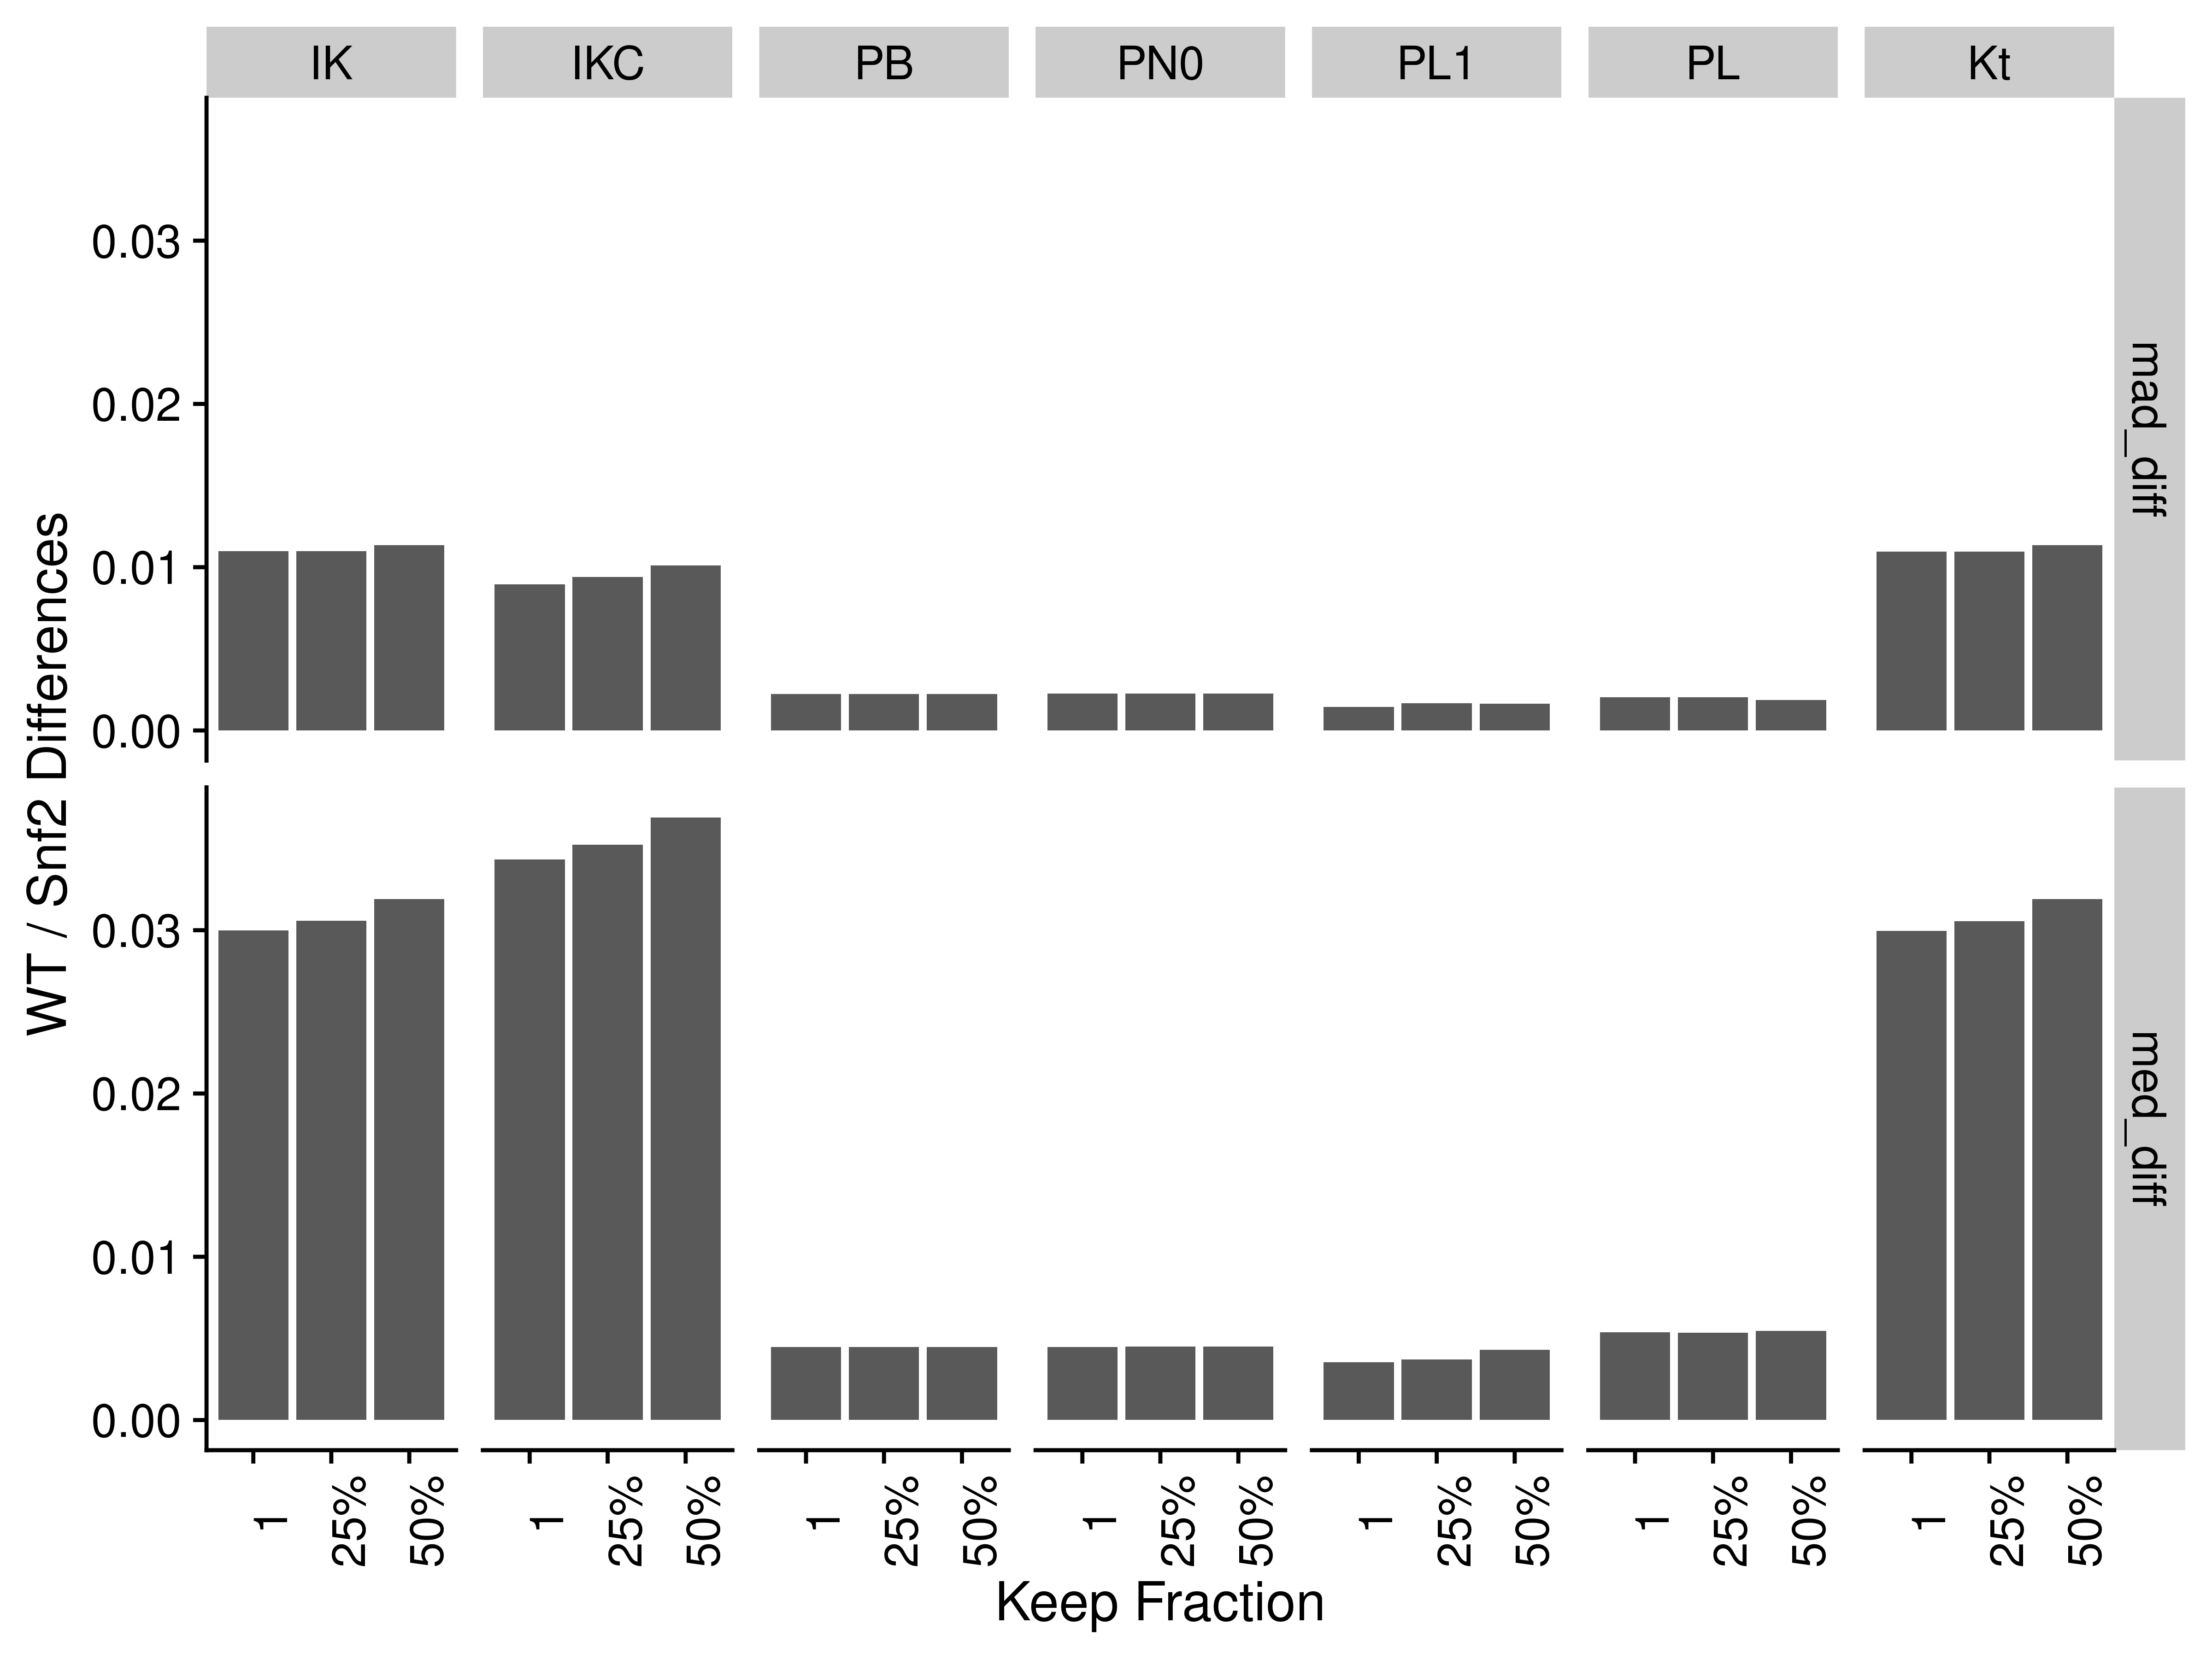 IK IKC PB PN0 PL1 PL Kt
WT / Snf2 Differences
0.03
0.02
0.01
0.00
mad_diff
0.03
0.02
0.01
0.00
med_diff
1 25% 50% 1 25% 50% 1 25% 50% 1 25% 50% 1 25% 50% 1 25% 50% 1 25% 50%
Keep Fraction